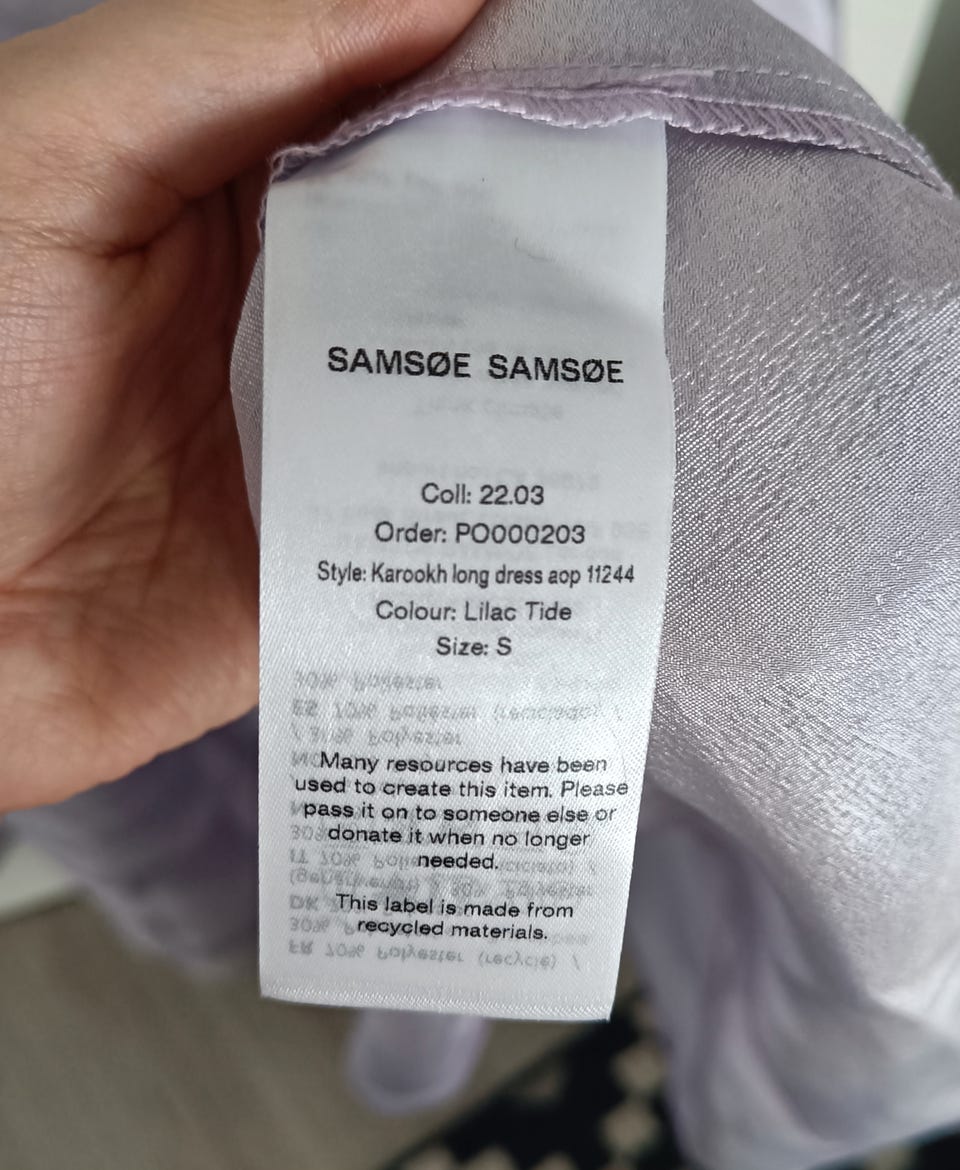 SAMSØE SAMSØE
Coll: 22.03
Order: PO000203
Style: Karookh long dress aop 11244
Colour: Lilac Tide
Size: S
Many resources have been
used to create this item. Please
pass it on to someone else or
donate it when no longer
needed.
This label is made from
recycled materials.